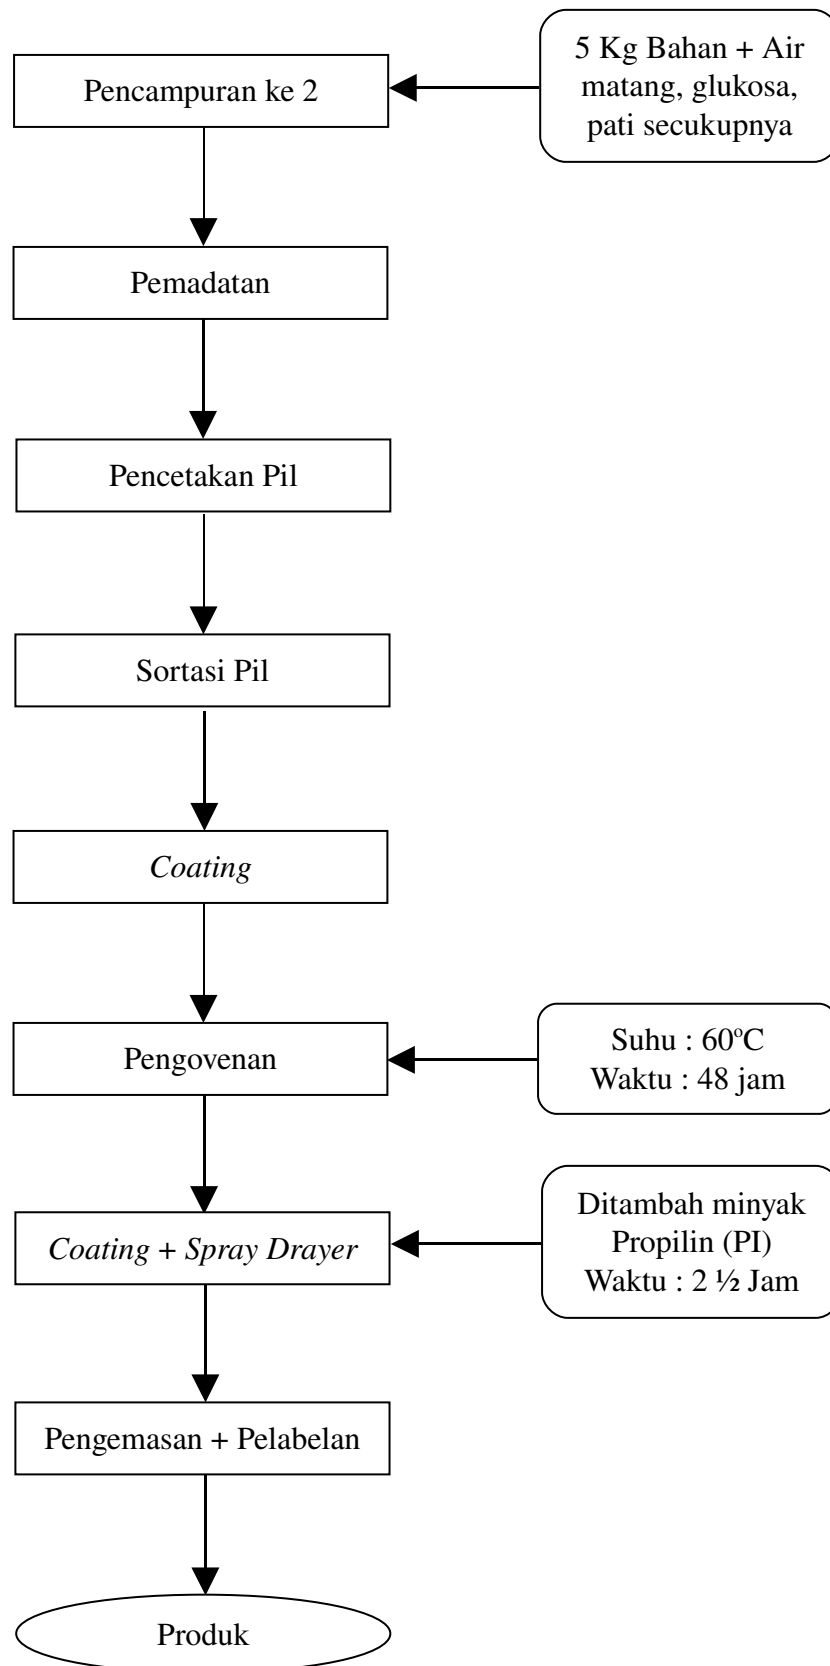 Pencampuran ke 2
5 Kg Bahan + Air
matang, glukosa,
pati secukupnya
Pemadatan
Pencetakan Pil
Sortasi Pil
Coating
Pengovenan
Suhu : 60ºC
Waktu : 48 jam
Coating + Spray Drayer
Ditambah minyak
Propilin (PI)
Waktu : 2 ½ Jam
Pengemasan + Pelabelan
Produk